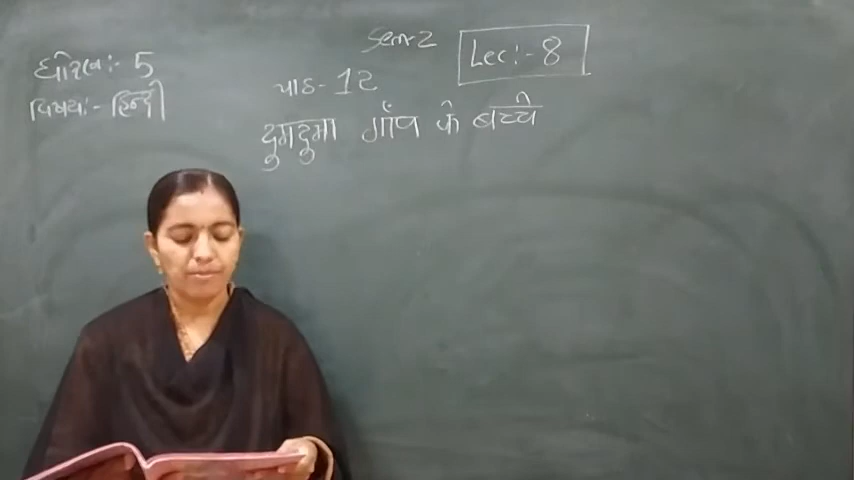 Sem-2
Lec:- 8
ધોરણ:- 5
પાઠ- 12
વિષય:- हिन्दी
दुमदुमा गाँव के बच्चे